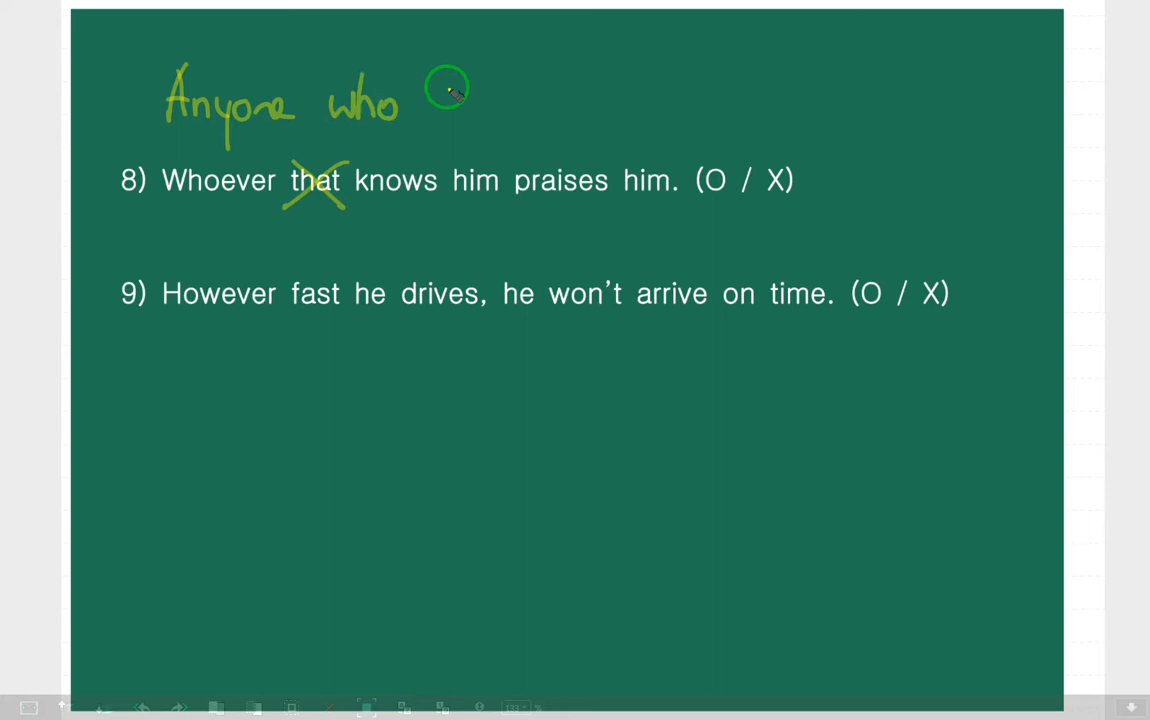 Anyone who
8) Whoever that knows him praises him. (O / X)
9) However fast he drives, he won't arrive on time. (O / X)
133 %